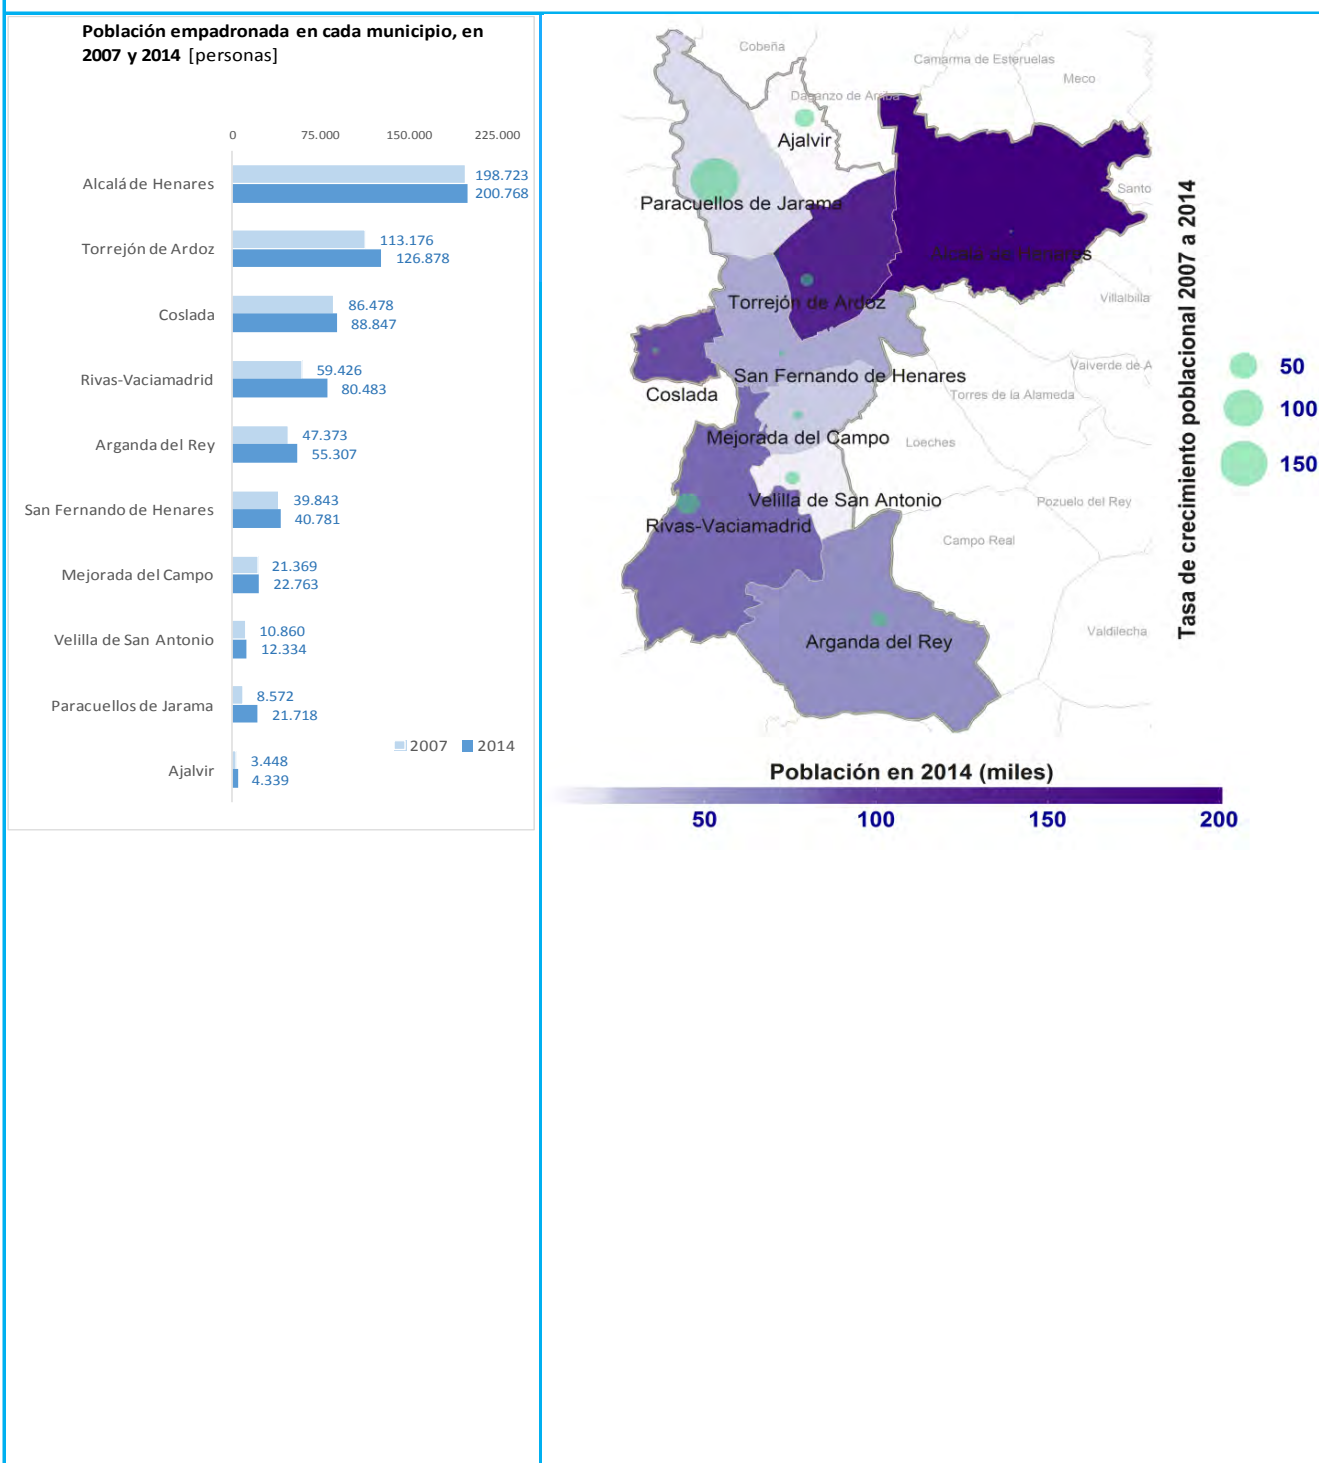 Población empadronada en cada municipio, en
2007 y 2014 [personas]
0 75.000 150.000 225.000
Alcalá de Henares 198.723
200.768
Torrejón de Ardoz 113.176
126.878
Coslada 86.478
88.847
Rivas-Vaciamadrid 59.426
80.483
Arganda del Rey 47.373
55.307
San Fernando de Henares 39.843
40.781
Mejorada del Campo 21.369
22.763
Velilla de San Antonio 10.860
12.334
Paracuellos de Jarama 8.572
21.718
2007 2014
Ajalvir 3.448
4.339
Cobeña
Camarma de Esteruelas
Meco
Daganzo de Arriba
Ajalvir
Santo
Paracuellos de Jarama
Alcalá de Henares
Villalbilla
Torrejón de Ardoz
Valverde de A
San Fernando de Henares
Coslada
Torres de la Alameda
Mejorada del Campo
Loeches
Velilla de San Antonio
Pozuelo del Rey
Rivas-Vaciamadrid
Campo Real
Valdilecha
Arganda del Rey
Tasa de crecimiento poblacional 2007 a 2014
50
100
150
Población en 2014 (miles)
50 100 150 200